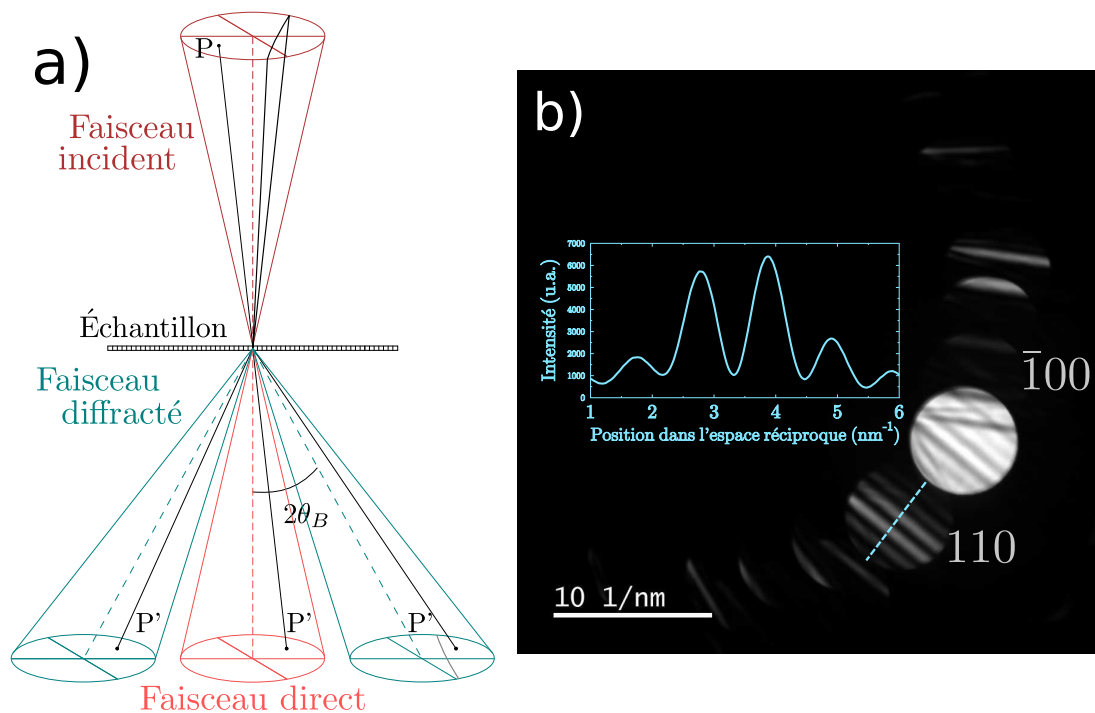 a)
P
Faisceau
incident
Échantillon
Faisceau
diffracté
2θ_B
P'
P'
P'
Faisceau direct
b)
7000
6000
5000
4000
3000
2000
1000
0
Intensité (u.a.)
1 2 3 4 5 6
Position dans l'espace réciproque (nm⁻¹)
1̅00
110
10 1/nm